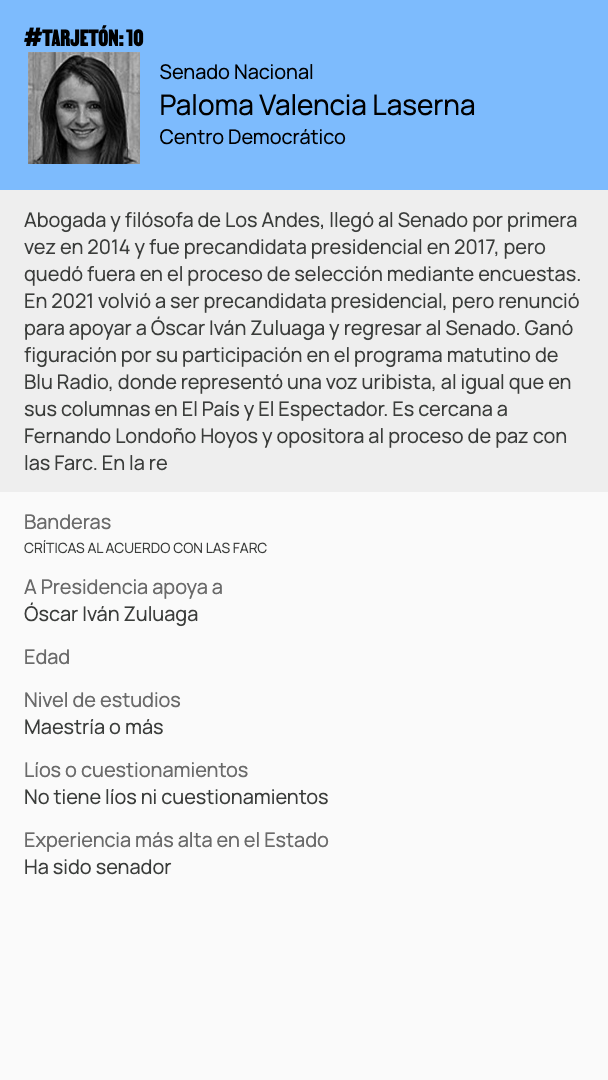 #TARJETÓN: 10
Senado Nacional
Paloma Valencia Laserna
Centro Democrático
Abogada y filósofa de Los Andes, llegó al Senado por primera
vez en 2014 y fue precandidata presidencial en 2017, pero
quedó fuera en el proceso de selección mediante encuestas.
En 2021 volvió a ser precandidata presidencial, pero renunció
para apoyar a Óscar Iván Zuluaga y regresar al Senado. Ganó
figuración por su participación en el programa matutino de
Blu Radio, donde representó una voz uribista, al igual que en
sus columnas en El País y El Espectador. Es cercana a
Fernando Londoño Hoyos y opositora al proceso de paz con
las Farc. En la re
Banderas
CRÍTICAS AL ACUERDO CON LAS FARC
A Presidencia apoya a
Óscar Iván Zuluaga
Edad
Nivel de estudios
Maestría o más
Líos o cuestionamientos
No tiene líos ni cuestionamientos
Experiencia más alta en el Estado
Ha sido senador